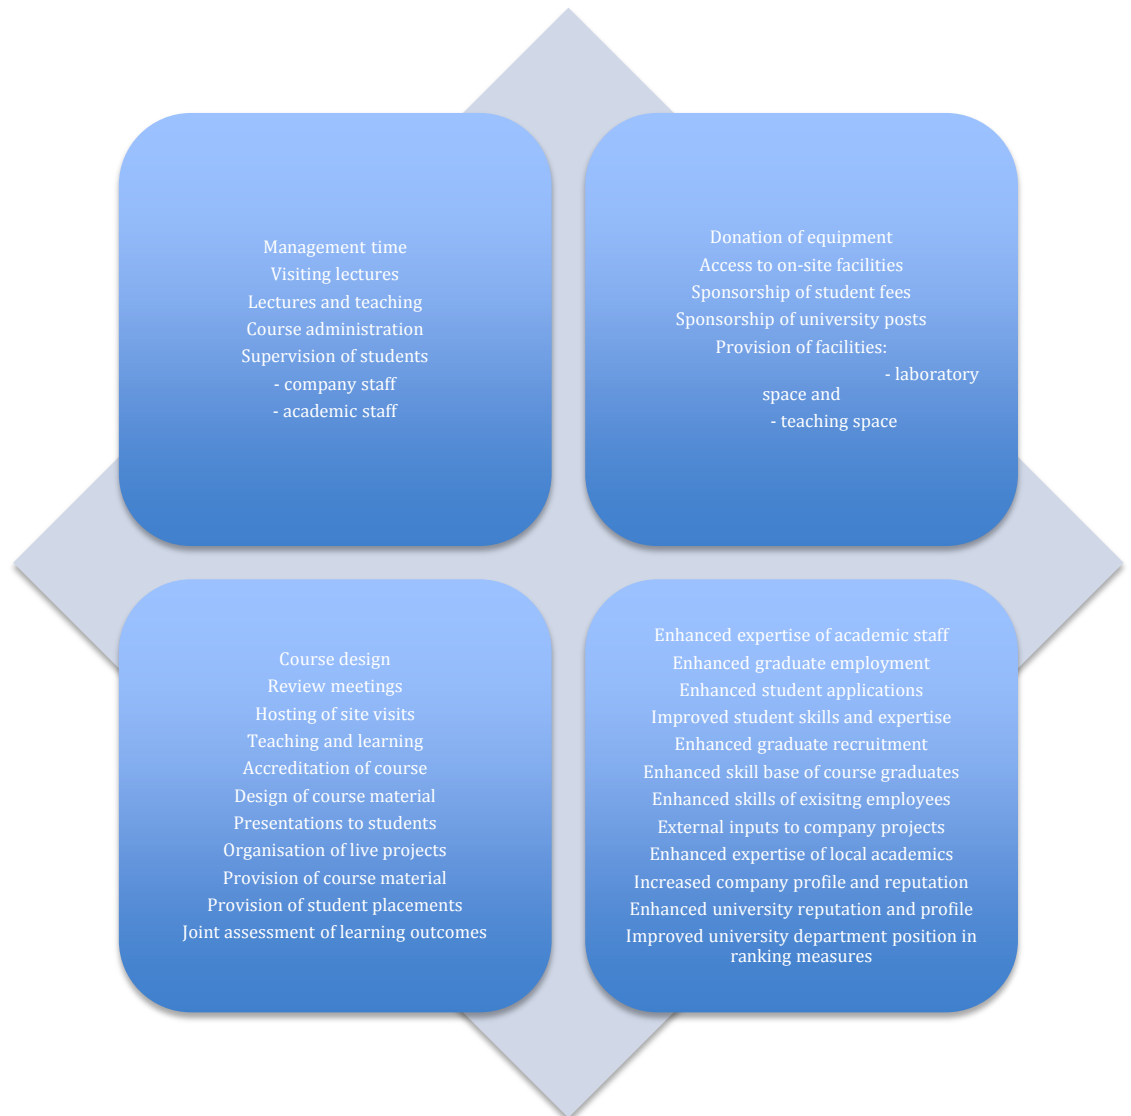 Management time
Visiting lectures
Lectures and teaching
Course administration
Supervision of students
- company staff
- academic staff
Donation of equipment
Access to on-site facilities
Sponsorship of student fees
Sponsorship of university posts
Provision of facilities:
- laboratory
space and
- teaching space
Course design
Review meetings
Hosting of site visits
Teaching and learning
Accreditation of course
Design of course material
Presentations to students
Organisation of live projects
Provision of course material
Provision of student placements
Joint assessment of learning outcomes
Enhanced expertise of academic staff
Enhanced graduate employment
Enhanced student applications
Improved student skills and expertise
Enhanced graduate recruitment
Enhanced skill base of course graduates
Enhanced skills of exisitng employees
External inputs to company projects
Enhanced expertise of local academics
Increased company profile and reputation
Enhanced university reputation and profile
Improved university department position in
ranking measures